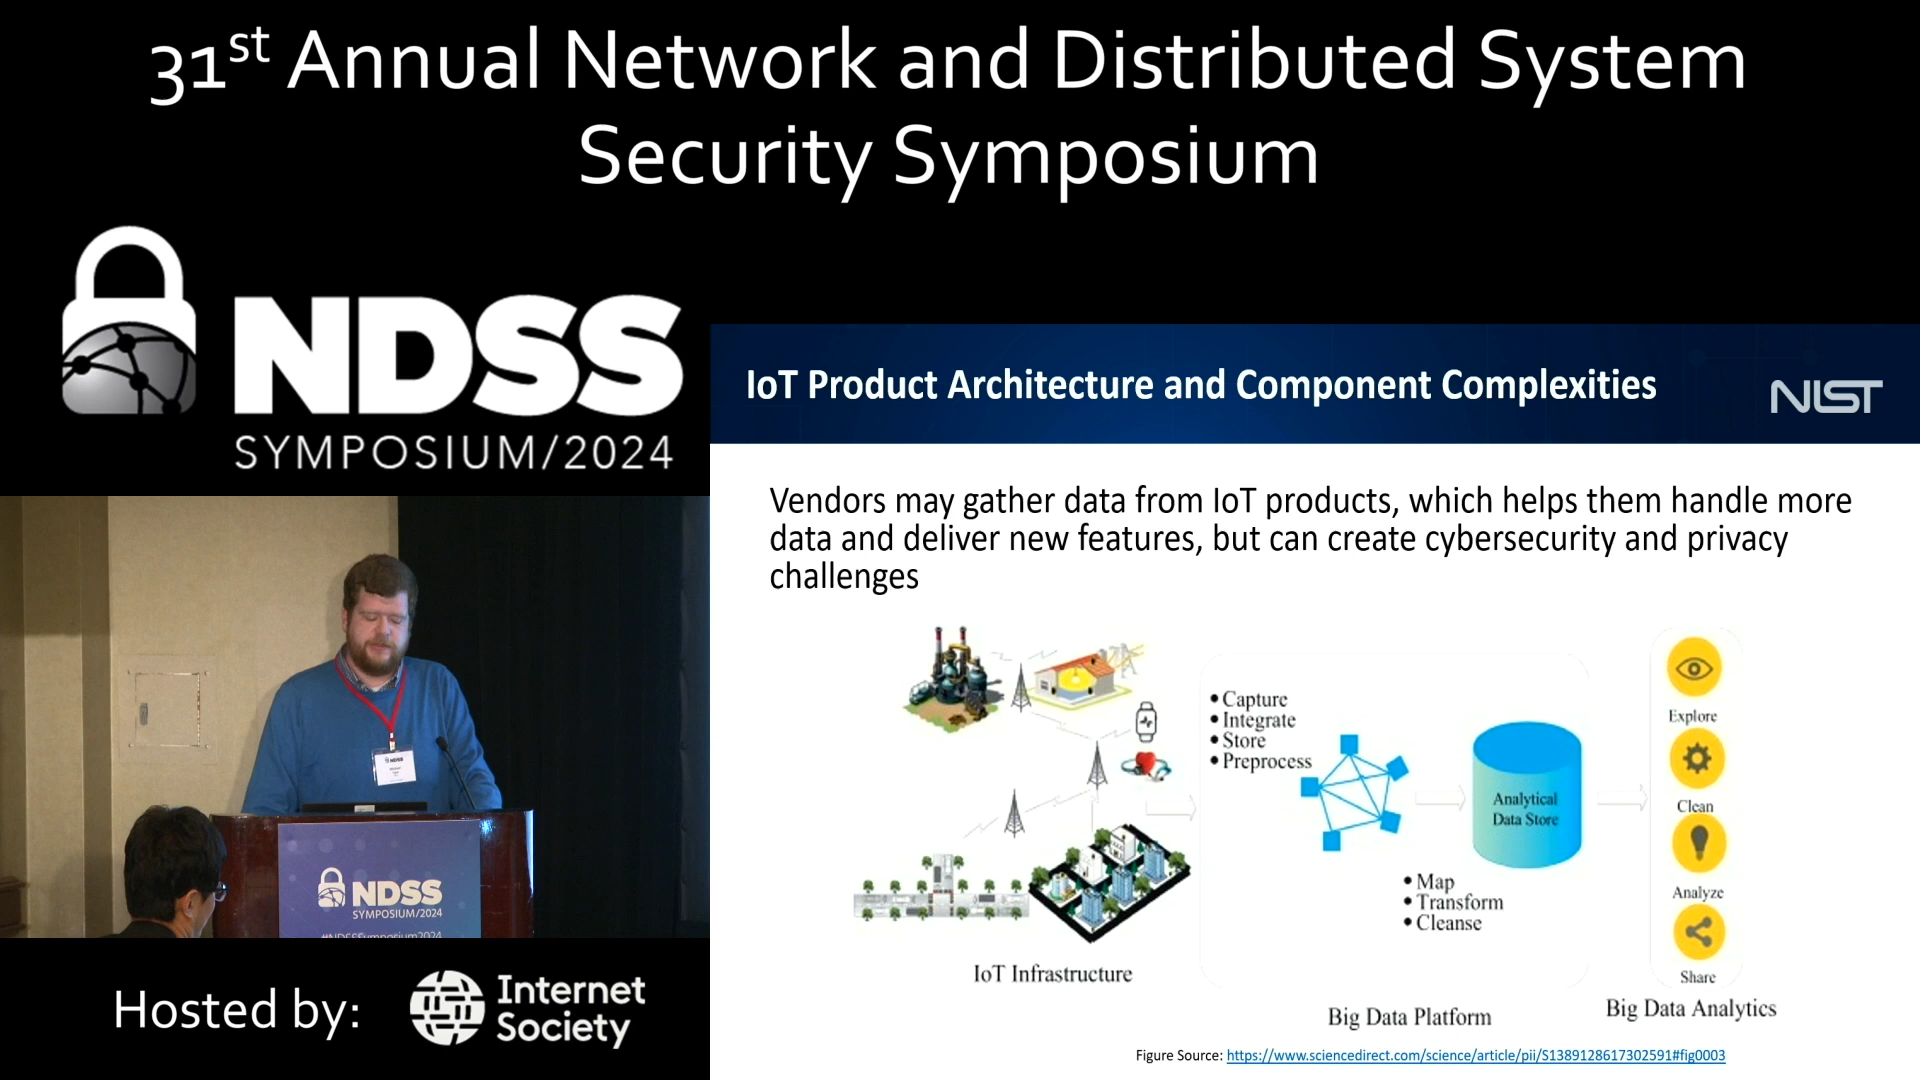 31st Annual Network and Distributed System
Security Symposium
NDSS
SYMPOSIUM/2024
IoT Product Architecture and Component Complexities
NIST
Vendors may gather data from IoT products, which helps them handle more
data and deliver new features, but can create cybersecurity and privacy
challenges
• Capture
• Integrate
• Store
• Preprocess
Analytical
Data Store
• Map
• Transform
• Cleanse
Explore
Clean
Analyze
Share
IoT Infrastructure
Big Data Platform
Big Data Analytics
Figure Source: https://www.sciencedirect.com/science/article/pii/S1389128617302591#fig0003
NDSS
NDSS
SYMPOSIUM/2024
#NDSSSymposium2024
Hosted by:
Internet
Society